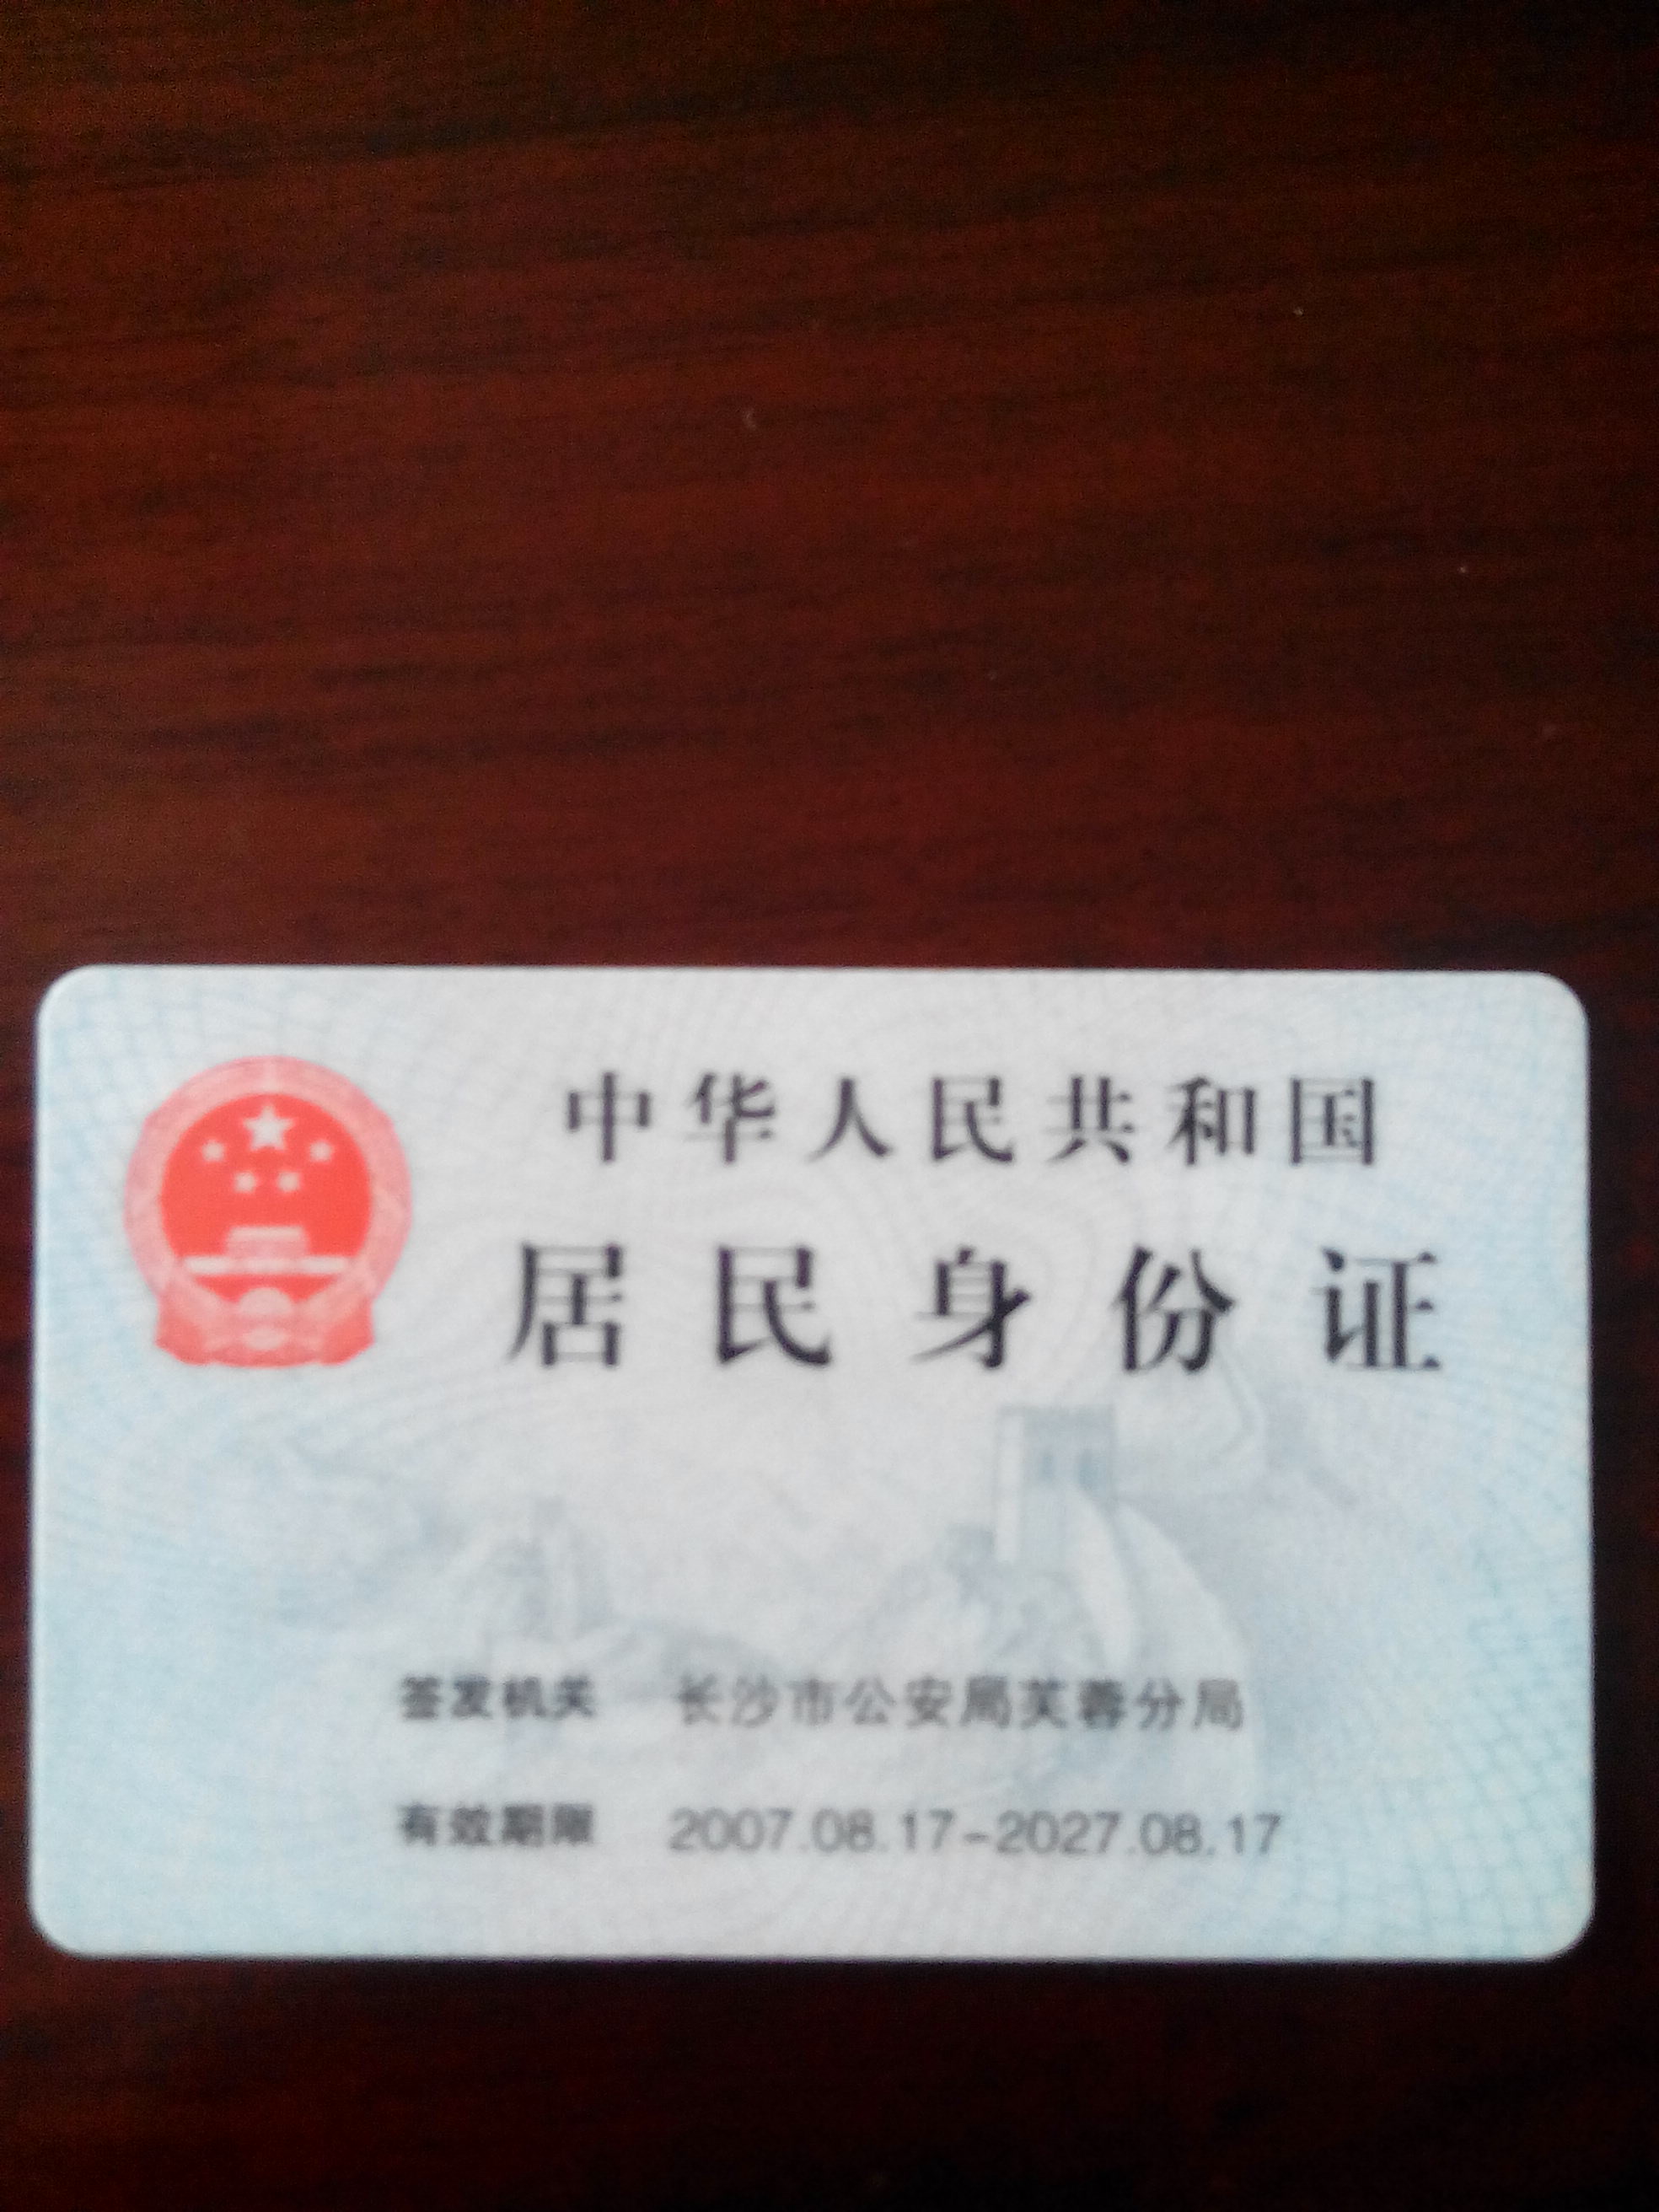 中华人民共和国
居民身份证
签发机关 长沙市公安局芙蓉分局
有效期限 2007.08.17-2027.08.17